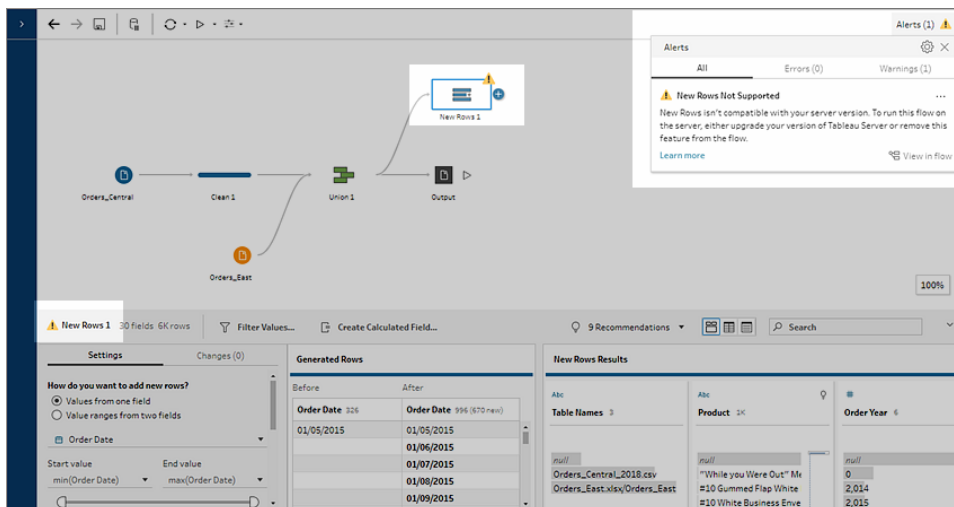 Alerts (1)
Alerts
All
Errors (0)
Warnings (1)
New Rows Not Supported
New Rows isn't compatible with your server version. To run this flow on
the server, either upgrade your version of Tableau Server or remove this
feature from the flow.
Learn more
View in flow
New Rows 1
Orders_Central
Clean 1
Union 1
Output
Orders_East
100%
New Rows 1 30 fields 6K rows
Filter Values...
Create Calculated Field...
9 Recommendations
Search
Settings
Changes (0)
How do you want to add new rows?
Values from one field
Value ranges from two fields
Order Date
Start value
End value
min(Order Date)
max(Order Date)
Generated Rows
Before
After
Order Date 326
Order Date 996 (670 new)
01/05/2015
01/05/2015
01/06/2015
01/07/2015
01/08/2015
01/09/2015
New Rows Results
Abc
Table Names 3
null
Orders_Central_2018.csv
Orders_East.xlsx/Orders_East
Abc
Product 1K
null
"While you Were Out" Me
#10 Gummed Flap White
#10 White Business Enve
#
Order Year 6
null
0
2,014
2,015